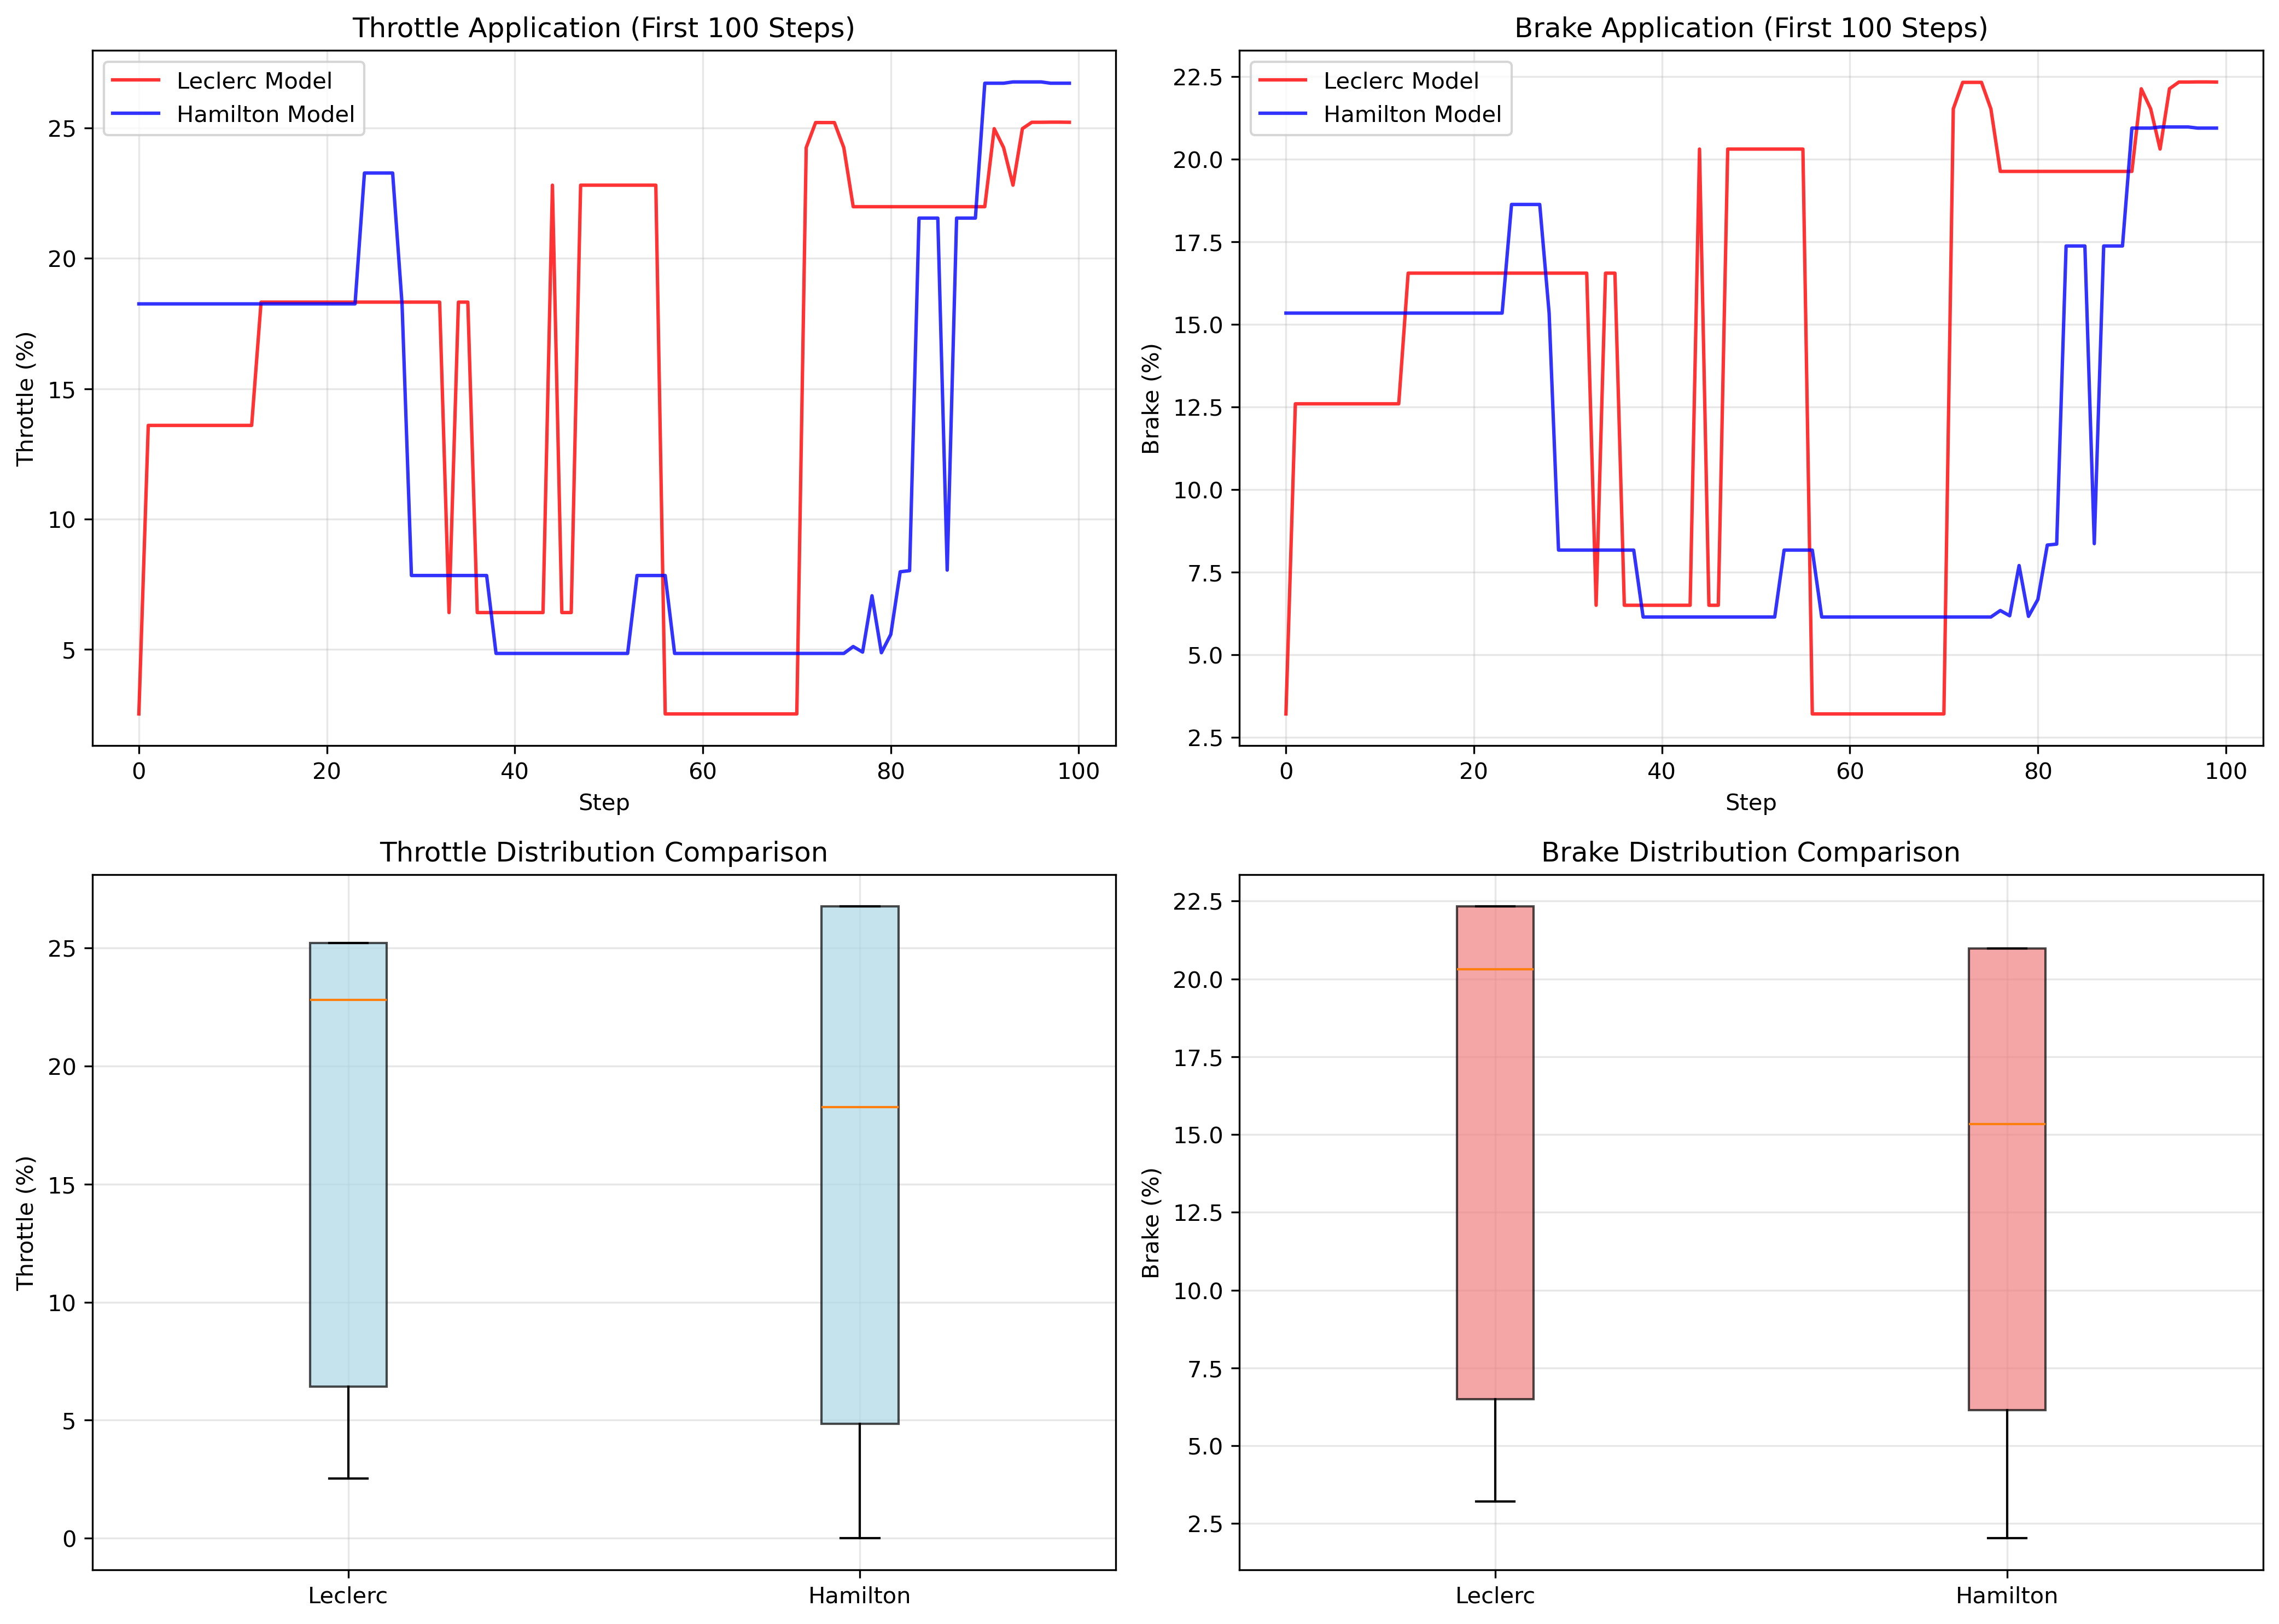 Throttle Application (First 100 Steps)
Leclerc Model
Hamilton Model
Throttle (%)
25
20
15
10
5
0
20
40
60
80
100
Step
Brake Application (First 100 Steps)
Leclerc Model
Hamilton Model
Brake (%)
22.5
20.0
17.5
15.0
12.5
10.0
7.5
5.0
2.5
0
20
40
60
80
100
Step
Throttle Distribution Comparison
Throttle (%)
25
20
15
10
5
0
Leclerc
Hamilton
Brake Distribution Comparison
Brake (%)
22.5
20.0
17.5
15.0
12.5
10.0
7.5
5.0
2.5
Leclerc
Hamilton